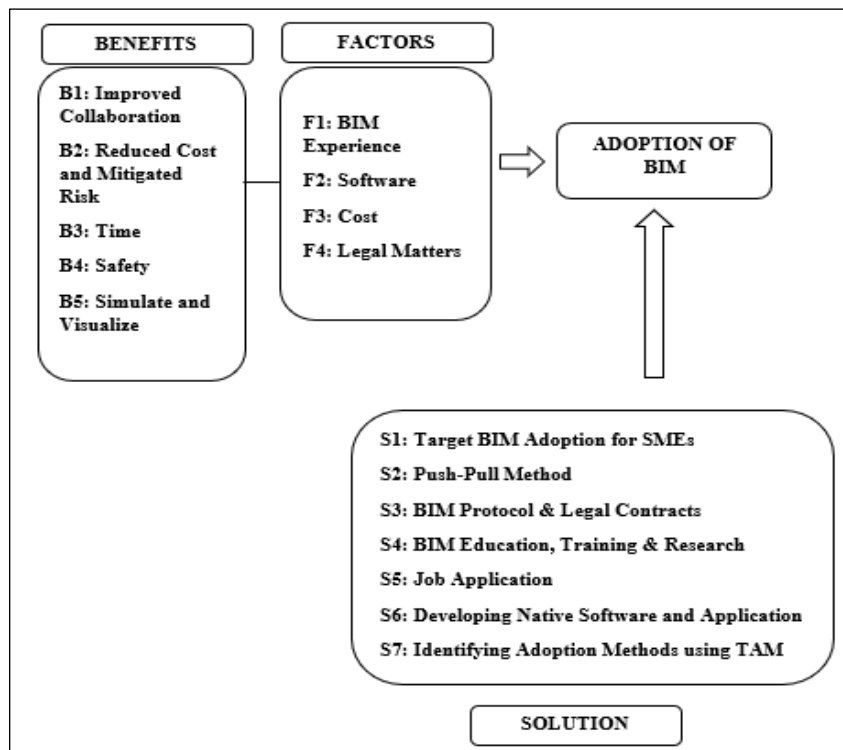 BENEFITS
B1: Improved
Collaboration
B2: Reduced Cost
and Mitigated
Risk
B3: Time
B4: Safety
B5: Simulate and
Visualize
FACTORS
F1: BIM
Experience
F2: Software
F3: Cost
F4: Legal Matters
ADOPTION OF
BIM
S1: Target BIM Adoption for SMEs
S2: Push-Pull Method
S3: BIM Protocol & Legal Contracts
S4: BIM Education, Training & Research
S5: Job Application
S6: Developing Native Software and Application
S7: Identifying Adoption Methods using TAM
SOLUTION